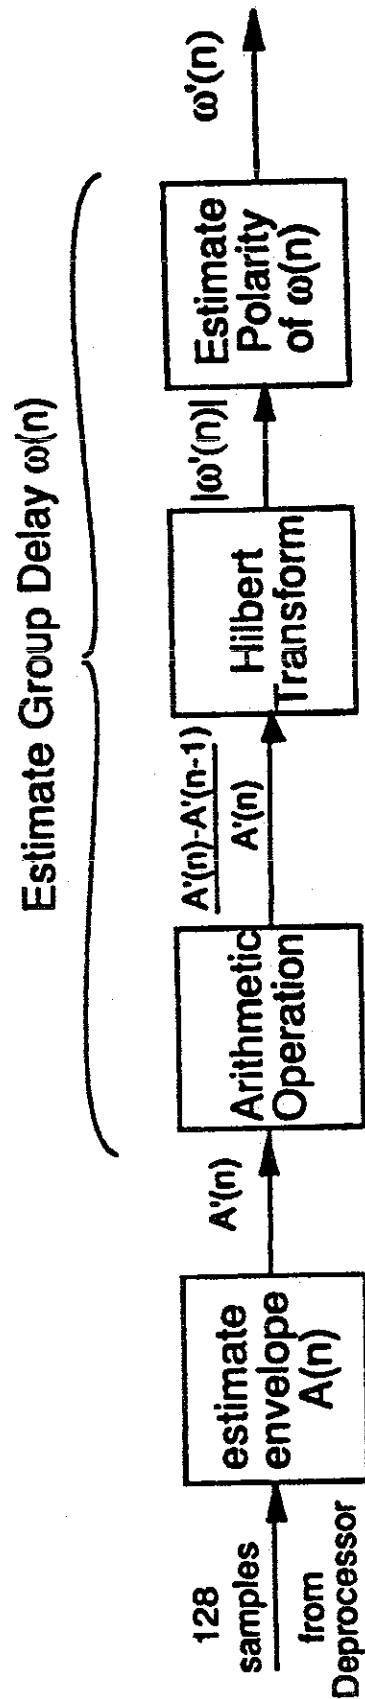 Estimate Group Delay ω(n)
128
samples
from
Deprocessor
estimate
envelope
A(n)
A'(n)
Arithmetic
Operation
A'(n)-A'(n-1)
A'(n)
Hilbert
Transform
|ω'(n)|
Estimate
Polarity
of ω(n)
ω'(n)